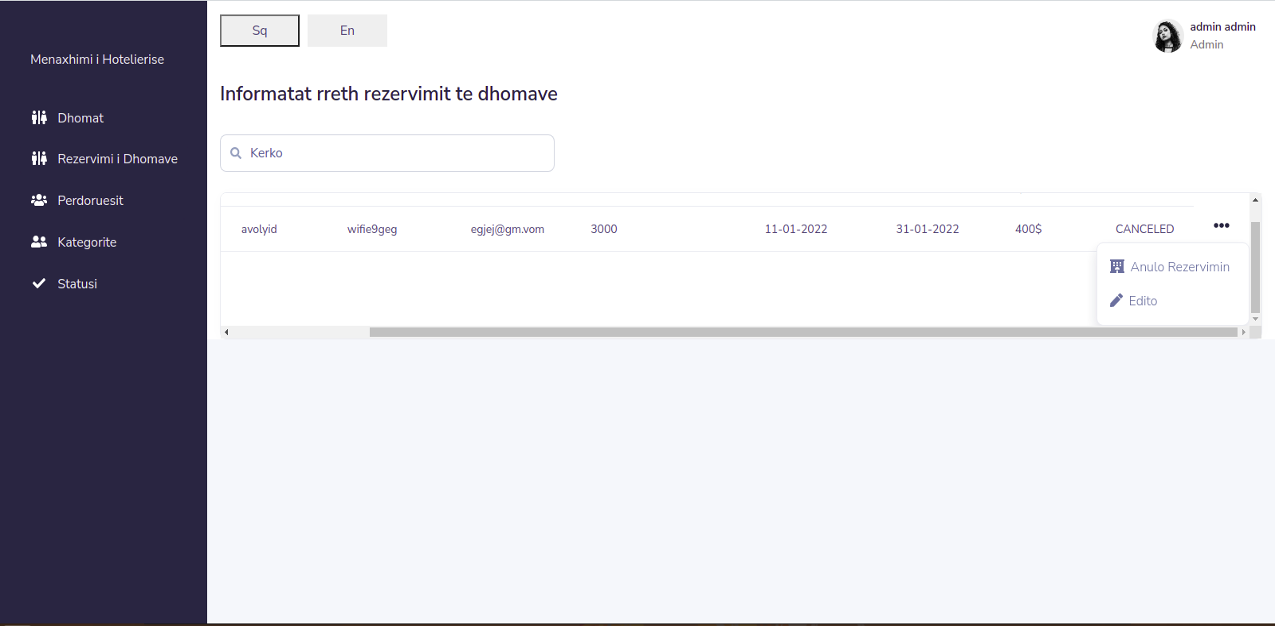 Sq
En
admin admin
Admin
Menaxhimi i Hotelierise
Dhomat
Rezervimi i Dhomave
Perdoruesit
Kategorite
Statusi
Informatat rreth rezervimit te dhomave
Kerko
avolyid wifie9geg egjej@gm.vom 3000 11-01-2022 31-01-2022 400$ CANCELED
Anulo Rezervimin
Edito